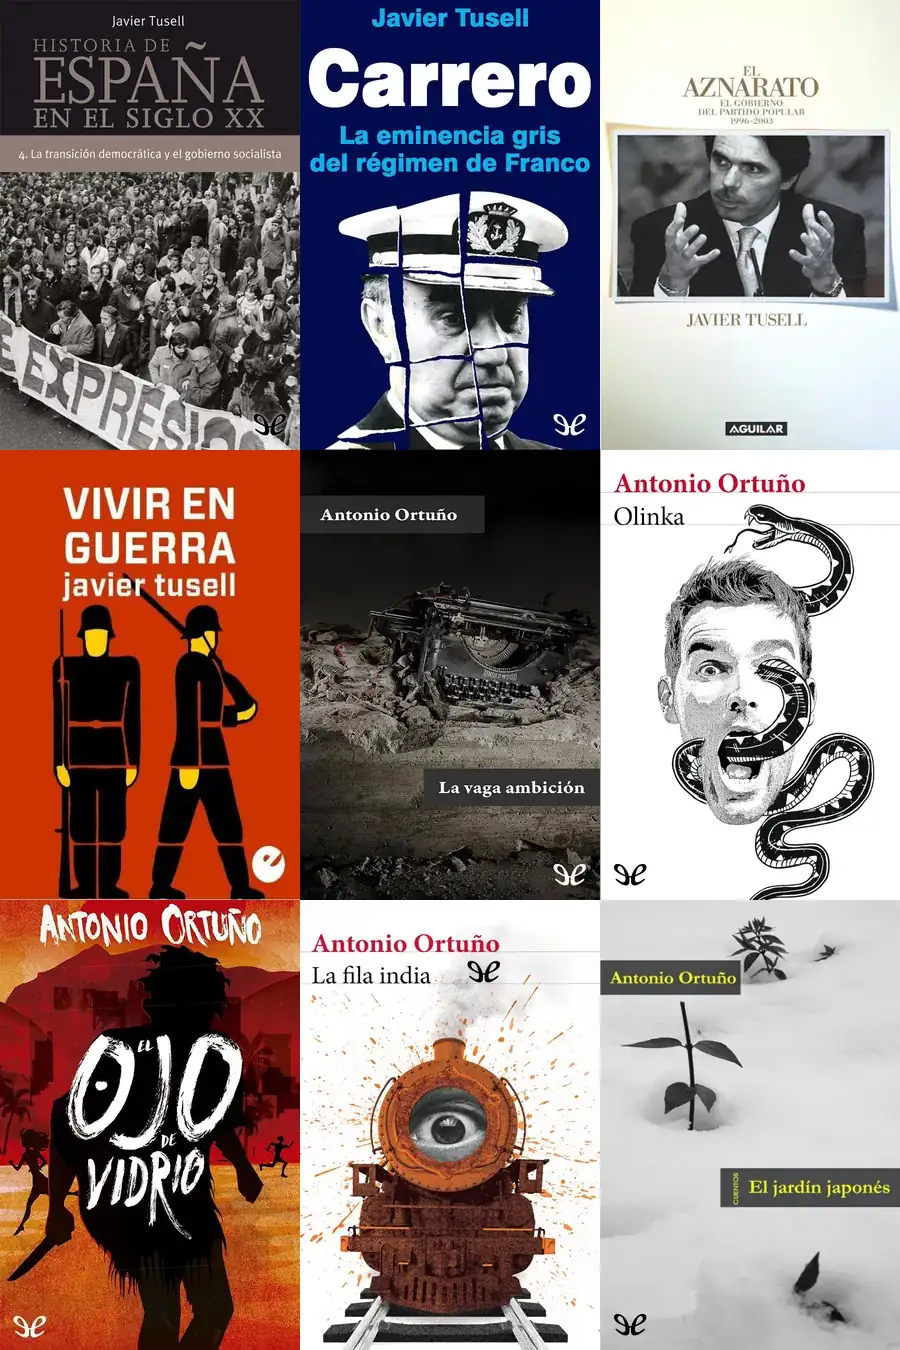 Javier Tusell
HISTORIA DE
ESPAÑA
EN EL SIGLO XX
4. La transición democrática y el gobierno socialista
E EXPRESIO
Javier Tusell
Carrero
La eminencia gris
del régimen de Franco
EL
AZNARATO
EL GOBIERNO
DEL PARTIDO POPULAR
1996-2003
JAVIER TUSELL
AGUILAR
VIVIR EN
GUERRA
javier tusell
e
Antonio Ortuño
UNDERWOOD
La vaga ambición
Antonio Ortuño
Olinka
ANTONIO ORTUÑO
EL
OJO
DE
VIDRIO
Antonio Ortuño
La fila india
Antonio Ortuño
CUENTOS
El jardín japonés